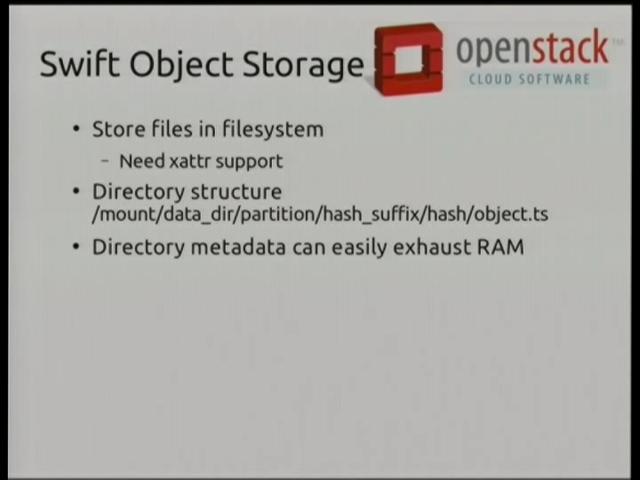 Swift Object Storage
openstack™
CLOUD SOFTWARE
• Store files in filesystem
– Need xattr support
• Directory structure
/mount/data_dir/partition/hash_suffix/hash/object.ts
• Directory metadata can easily exhaust RAM